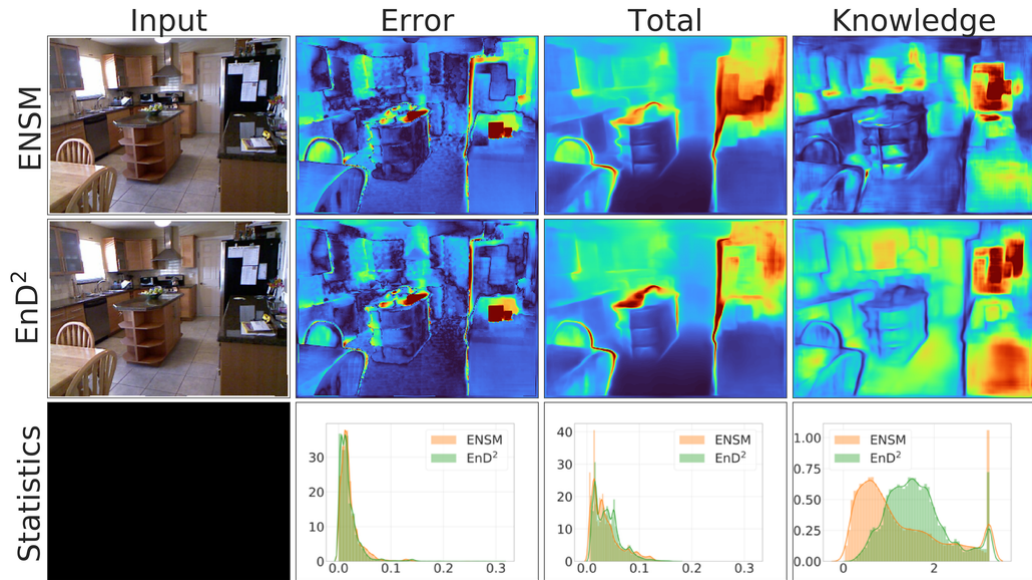 Input Error Total Knowledge
ENSM
EnD²
Statistics
ENSM
EnD²
30
20
10
0
0.0 0.1 0.2 0.3
ENSM
EnD²
40
30
20
10
0
0.0 0.1 0.2 0.3
ENSM
EnD²
1.00
0.75
0.50
0.25
0.00
0 2